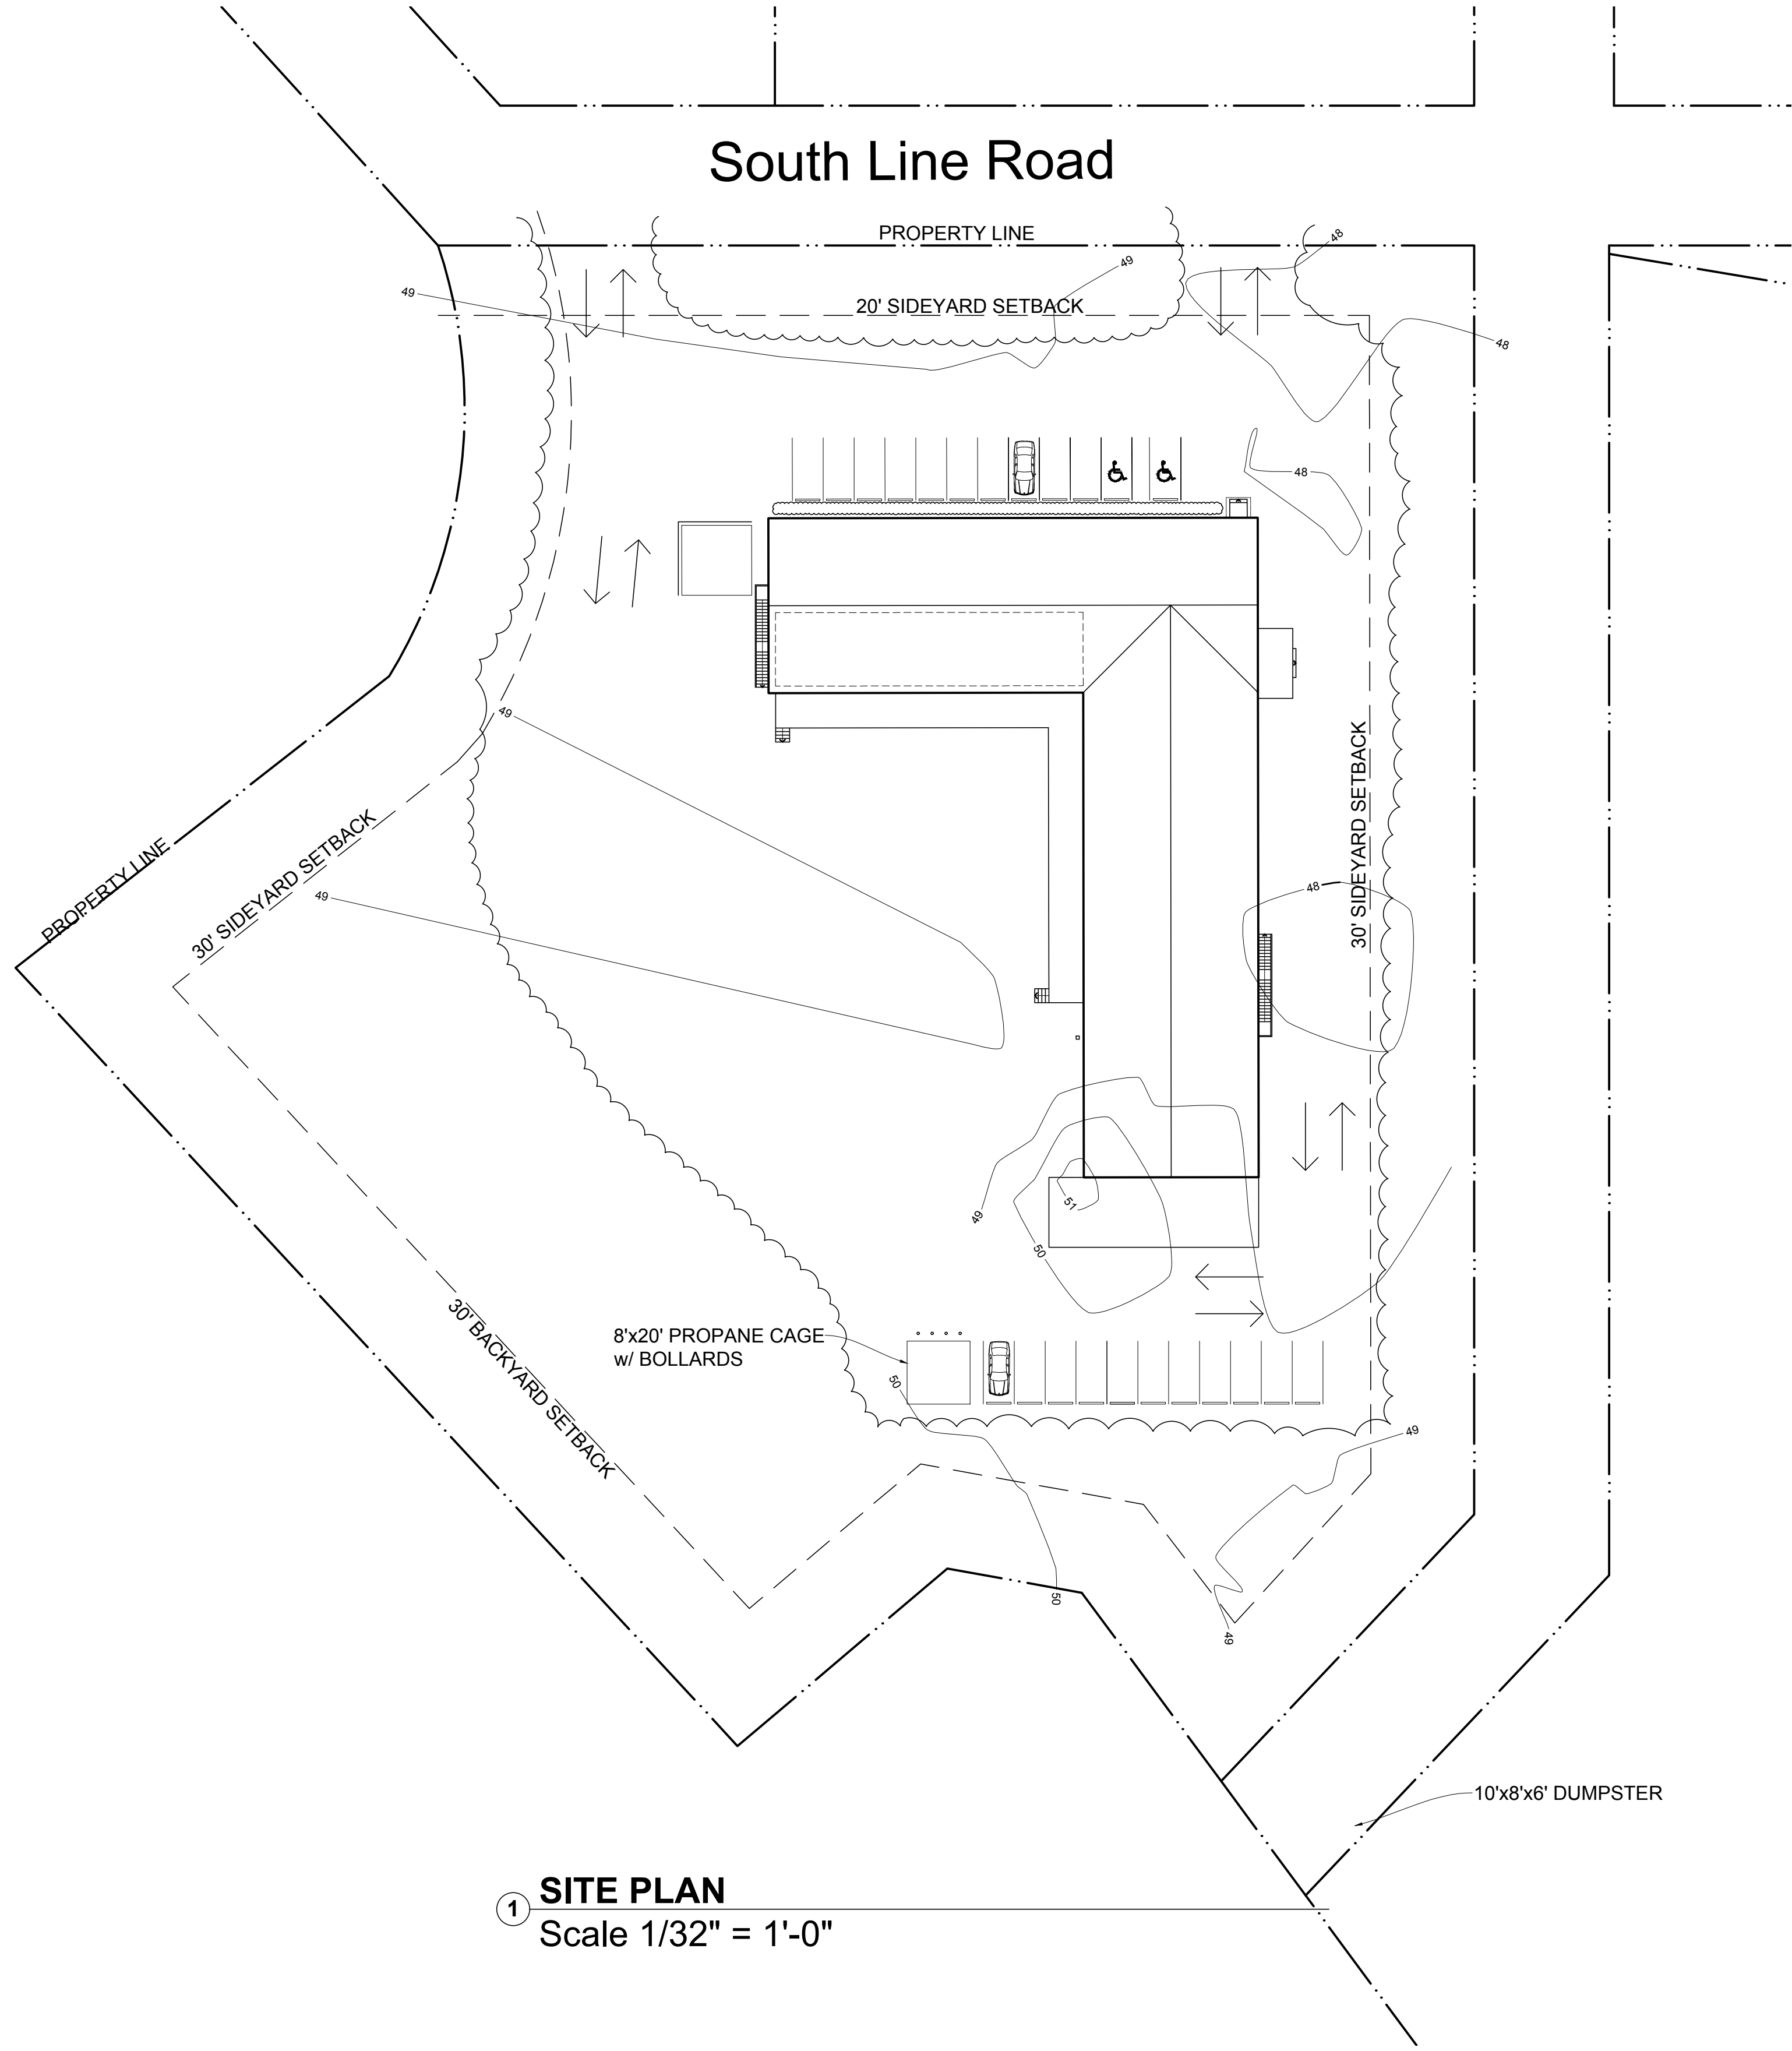 South Line Road
PROPERTY LINE
48
49
49
20' SIDEYARD SETBACK
48
48
49
30' SIDEYARD SETBACK
PROPERTY LINE
30' SIDEYARD SETBACK
49
48
51
49
50
30' BACKYARD SETBACK
8'x20' PROPANE CAGE
w/ BOLLARDS
50
49
50
49
10'x8'x6' DUMPSTER
1
SITE PLAN
Scale 1/32" = 1'-0"